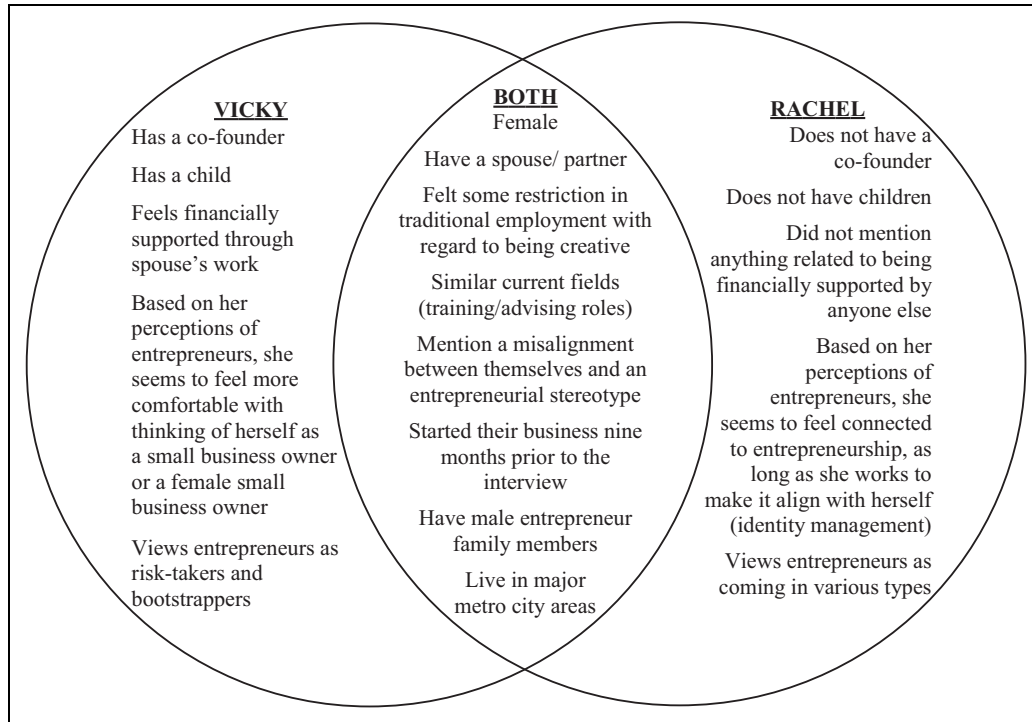 VICKY
Has a co-founder
Has a child
Feels financially
supported through
spouse’s work
Based on her
perceptions of
entrepreneurs, she
seems to feel more
comfortable with
thinking of herself as
a small business owner
or a female small
business owner
Views entrepreneurs as
risk-takers and
bootstrappers
BOTH
Female
Have a spouse/ partner
Felt some restriction in
traditional employment with
regard to being creative
Similar current fields
(training/advising roles)
Mention a misalignment
between themselves and an
entrepreneurial stereotype
Started their business nine
months prior to the
interview
Have male entrepreneur
family members
Live in major
metro city areas
RACHEL
Does not have a
co-founder
Does not have children
Did not mention
anything related to being
financially supported by
anyone else
Based on her
perceptions of
entrepreneurs, she
seems to feel connected
to entrepreneurship, as
long as she works to
make it align with herself
(identity management)
Views entrepreneurs as
coming in various types